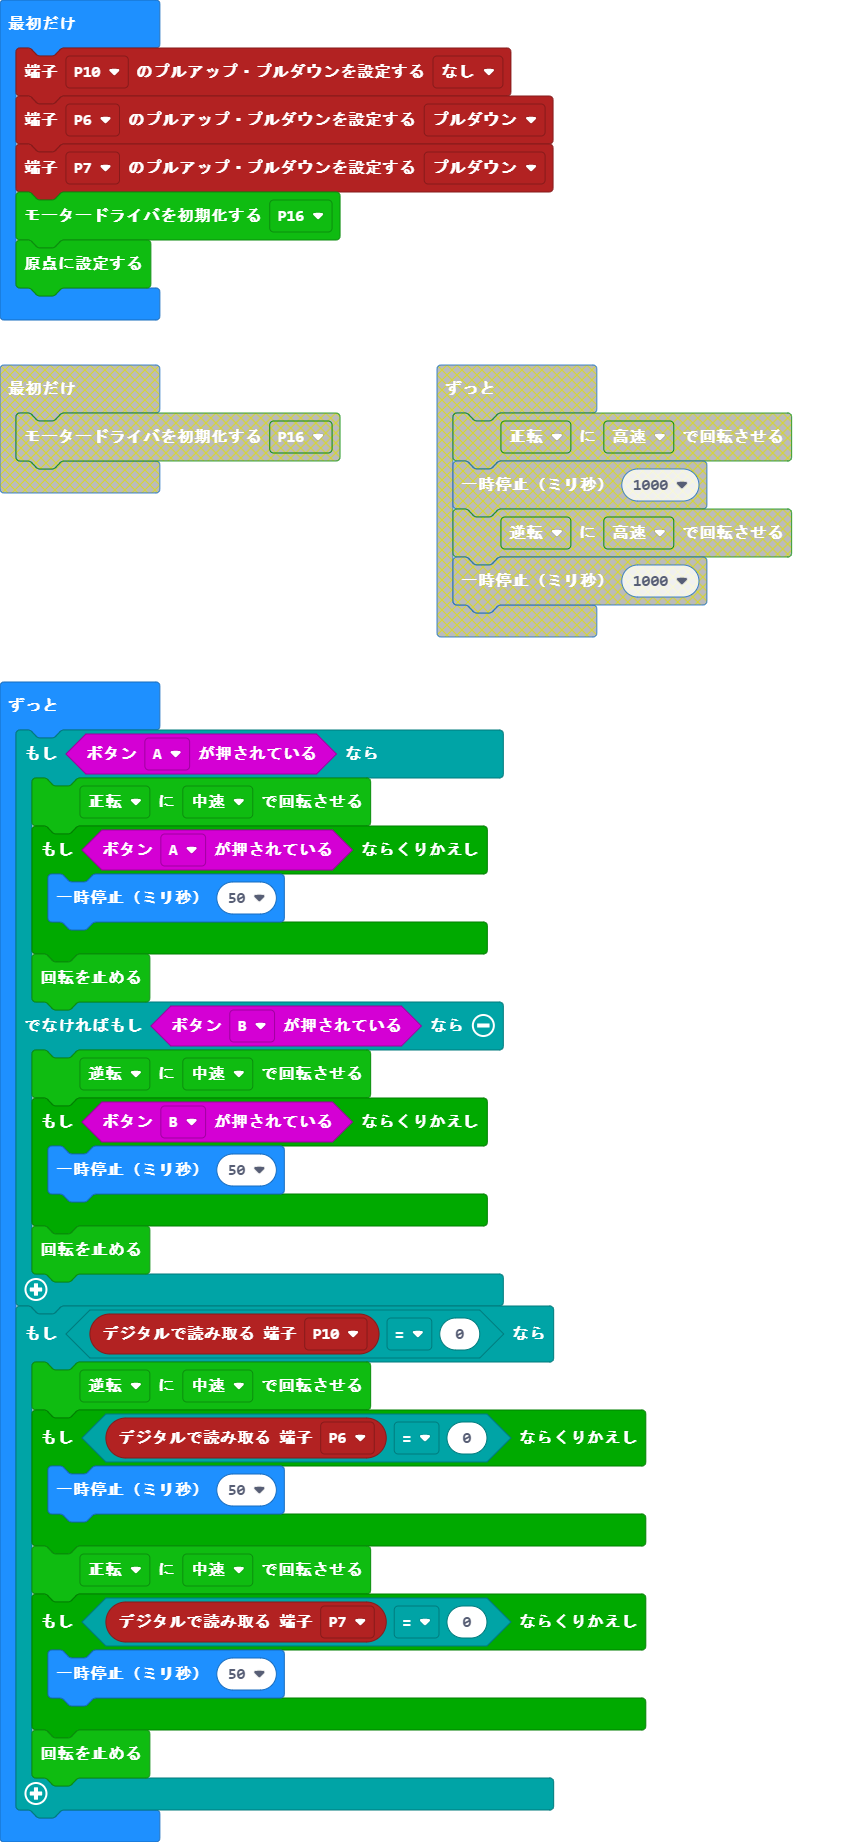 最初だけ
端子 P10 のプルアップ・プルダウンを設定する なし
端子 P6 のプルアップ・プルダウンを設定する プルダウン
端子 P7 のプルアップ・プルダウンを設定する プルダウン
モータードライバを初期化する P16
原点に設定する
最初だけ
モータードライバを初期化する P16
ずっと
正転 に 高速 で回転させる
一時停止（ミリ秒） 1000
逆転 に 高速 で回転させる
一時停止（ミリ秒） 1000
ずっと
もし ボタン A が押されている なら
正転 に 中速 で回転させる
もし ボタン A が押されている ならくりかえし
一時停止（ミリ秒） 50
回転を止める
でなければもし ボタン B が押されている なら
逆転 に 中速 で回転させる
もし ボタン B が押されている ならくりかえし
一時停止（ミリ秒） 50
回転を止める
もし デジタルで読み取る 端子 P10 = 0 なら
逆転 に 中速 で回転させる
もし デジタルで読み取る 端子 P6 = 0 ならくりかえし
一時停止（ミリ秒） 50
正転 に 中速 で回転させる
もし デジタルで読み取る 端子 P7 = 0 ならくりかえし
一時停止（ミリ秒） 50
回転を止める